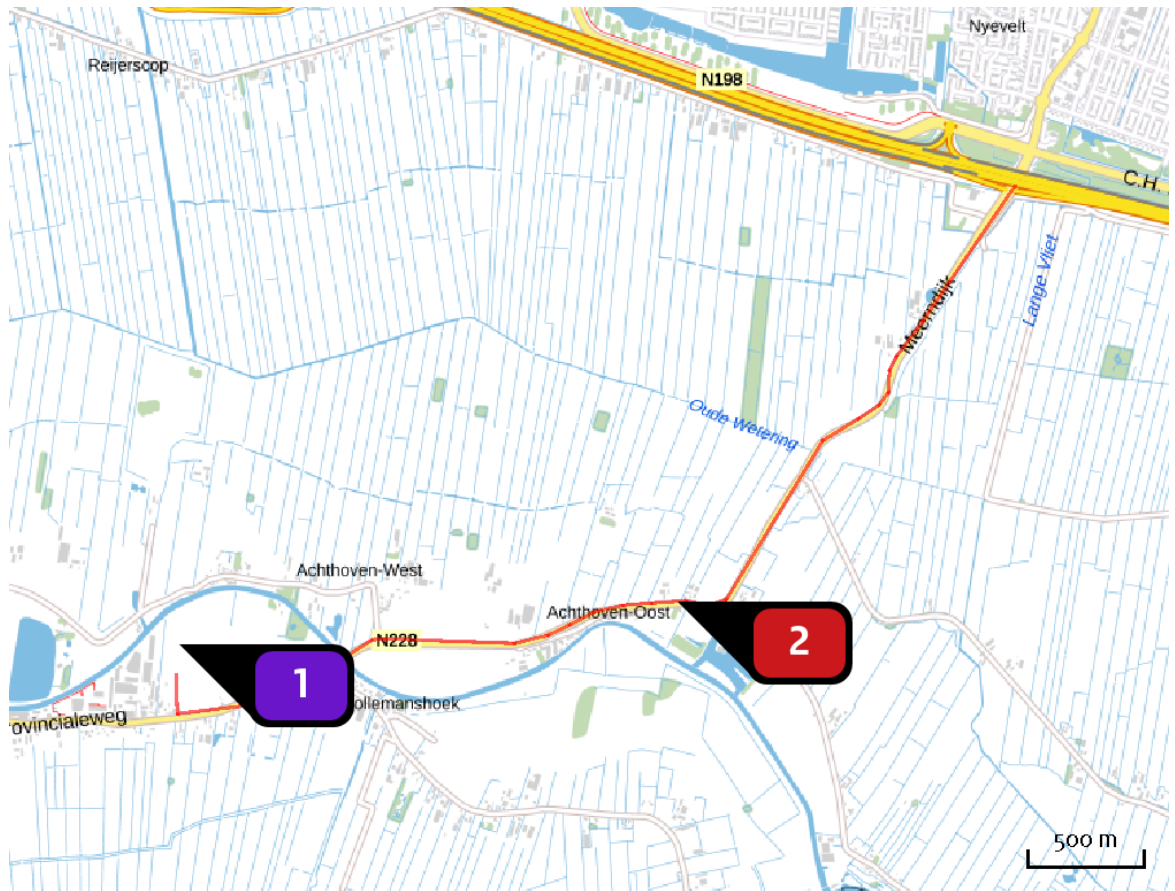 Nyevelt
Reijerscop
N198
C.H.
Lange Vliet
Meerndijk
Oude Wetering
Achthoven-West
Achthoven-Oost
N228
2
1
ollemanshoek
ovincialeweg
500 m